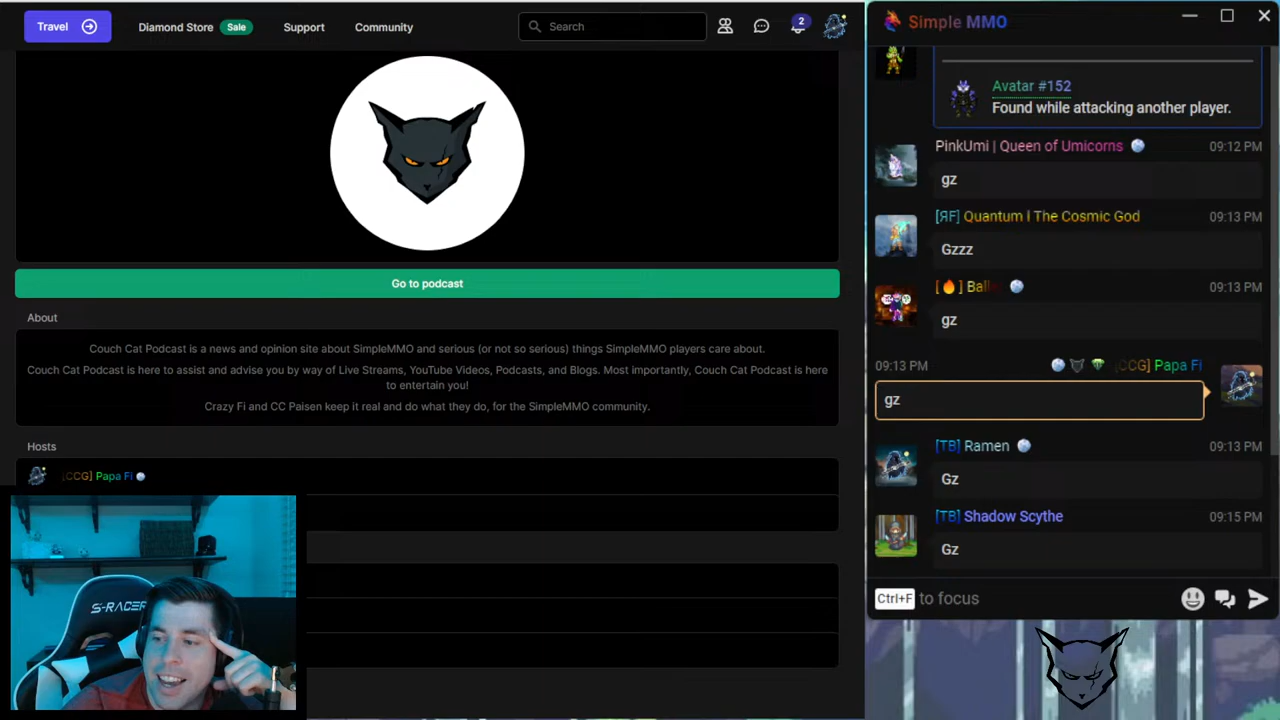 Travel
Diamond Store
Sale
Support
Community
Search
2
Go to podcast
About
Couch Cat Podcast is a news and opinion site about SimpleMMO and serious (or not so serious) things SimpleMMO players care about.
Couch Cat Podcast is here to assist and advise you by way of Live Streams, YouTube Videos, Podcasts, and Blogs. Most importantly, Couch Cat Podcast is here
to entertain you!
Crazy Fi and CC Paisen keep it real and do what they do, for the SimpleMMO community.
Hosts
[CCG] Papa Fi
S-RACER
Simple MMO
Avatar #152
Found while attacking another player.
PinkUmi | Queen of Umicorns 09:12 PM
gz
[ЯF] Quantum l The Cosmic God 09:13 PM
Gzzz
[🔥] Ball 09:13 PM
gz
09:13 PM [CCG] Papa Fi
gz
[TB] Ramen 09:13 PM
Gz
[TB] Shadow Scythe 09:15 PM
Gz
Ctrl+F to focus